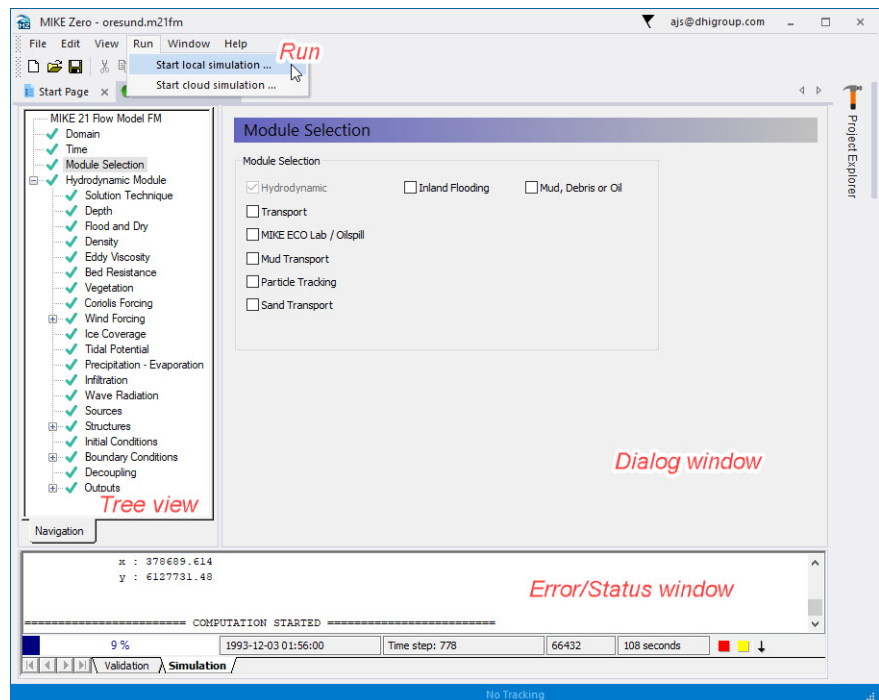 MIKE Zero - oresund.m21fm
ajs@dhigroup.com
File Edit View Run Window Help
Run
Start local simulation ...
Start cloud simulation ...
Start Page
Project Explorer
MIKE 21 Flow Model FM
Domain
Time
Module Selection
Hydrodynamic Module
Solution Technique
Depth
Flood and Dry
Density
Eddy Viscosity
Bed Resistance
Vegetation
Coriolis Forcing
Wind Forcing
Ice Coverage
Tidal Potential
Precipitation - Evaporation
Infiltration
Wave Radiation
Sources
Structures
Initial Conditions
Boundary Conditions
Decoupling
Outputs
Tree view
Navigation
Module Selection
Module Selection
Hydrodynamic Inland Flooding Mud, Debris or Oil
Transport
MIKE ECO Lab / Oilspill
Mud Transport
Particle Tracking
Sand Transport
Dialog window
x : 378689.614
y : 6127731.48
Error/Status window
======================== COMPUTATION STARTED =========================
9 % 1993-12-03 01:56:00 Time step: 778 66432 108 seconds
Validation Simulation
No Tracking